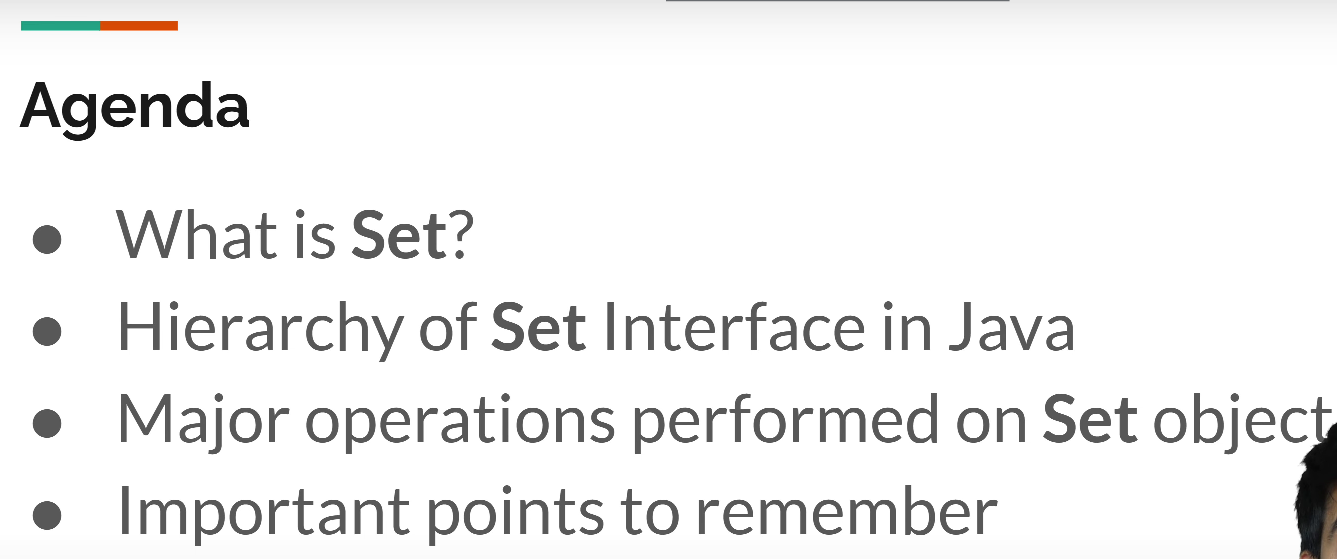 Agenda
● What is Set?
● Hierarchy of Set Interface in Java
● Major operations performed on Set object
● Important points to remember